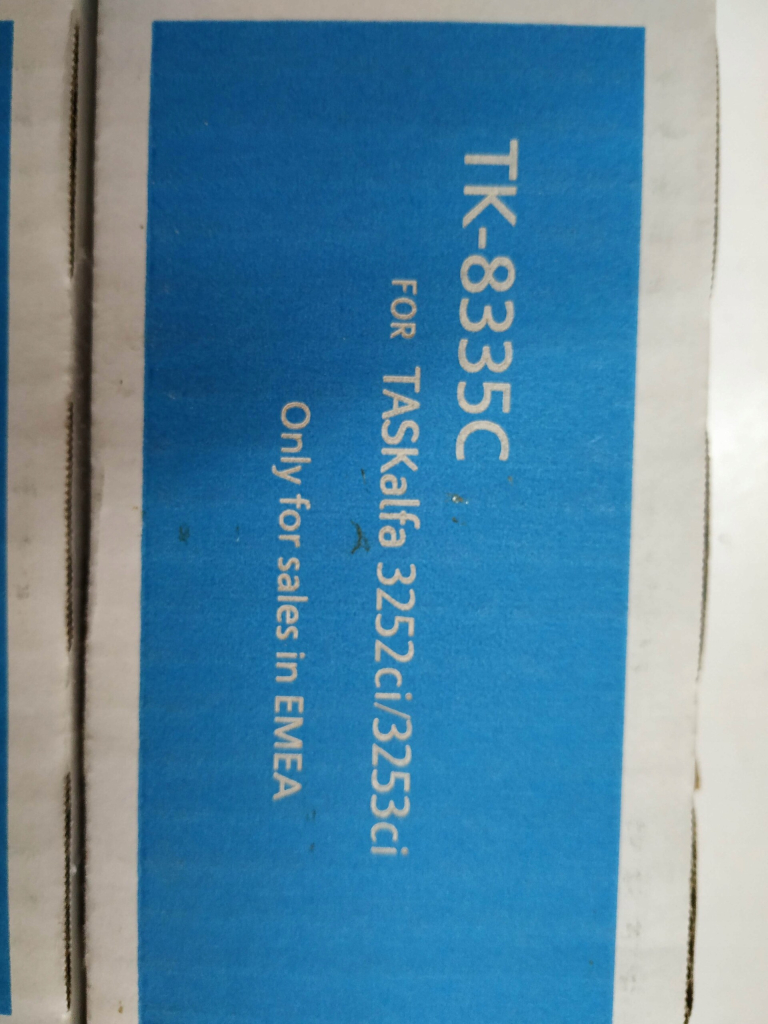 TK-8335C
FOR TASKalfa 3252ci/3253ci
Only for sales in EMEA